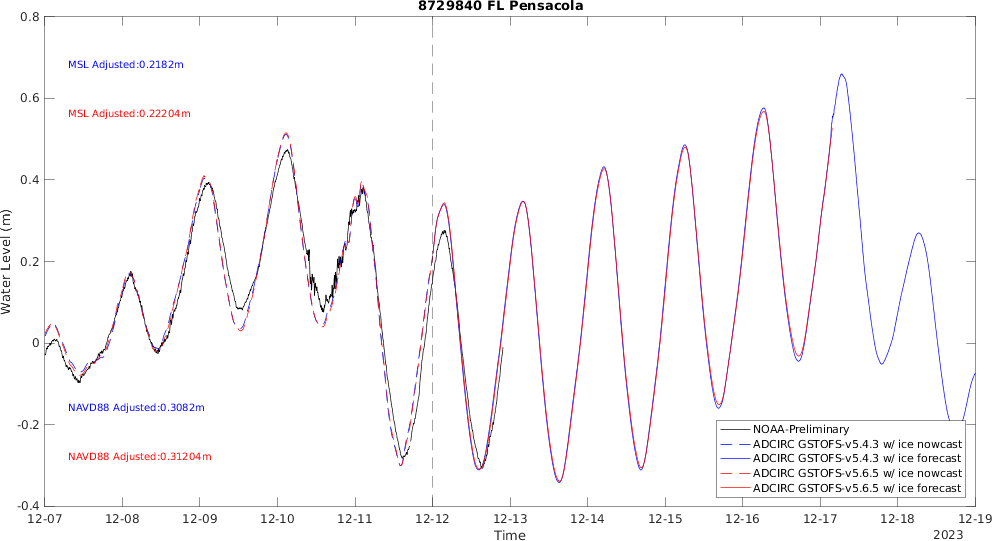 8729840 FL Pensacola
0.8
0.6
0.4
0.2
0
-0.2
-0.4
Water Level (m)
MSL Adjusted:0.2182m
MSL Adjusted:0.22204m
NAVD88 Adjusted:0.3082m
NAVD88 Adjusted:0.31204m
NOAA-Preliminary
ADCIRC GSTOFS-v5.4.3 w/ ice nowcast
ADCIRC GSTOFS-v5.4.3 w/ ice forecast
ADCIRC GSTOFS-v5.6.5 w/ ice nowcast
ADCIRC GSTOFS-v5.6.5 w/ ice forecast
12-07 12-08 12-09 12-10 12-11 12-12 12-13 12-14 12-15 12-16 12-17 12-18 12-19
Time
2023